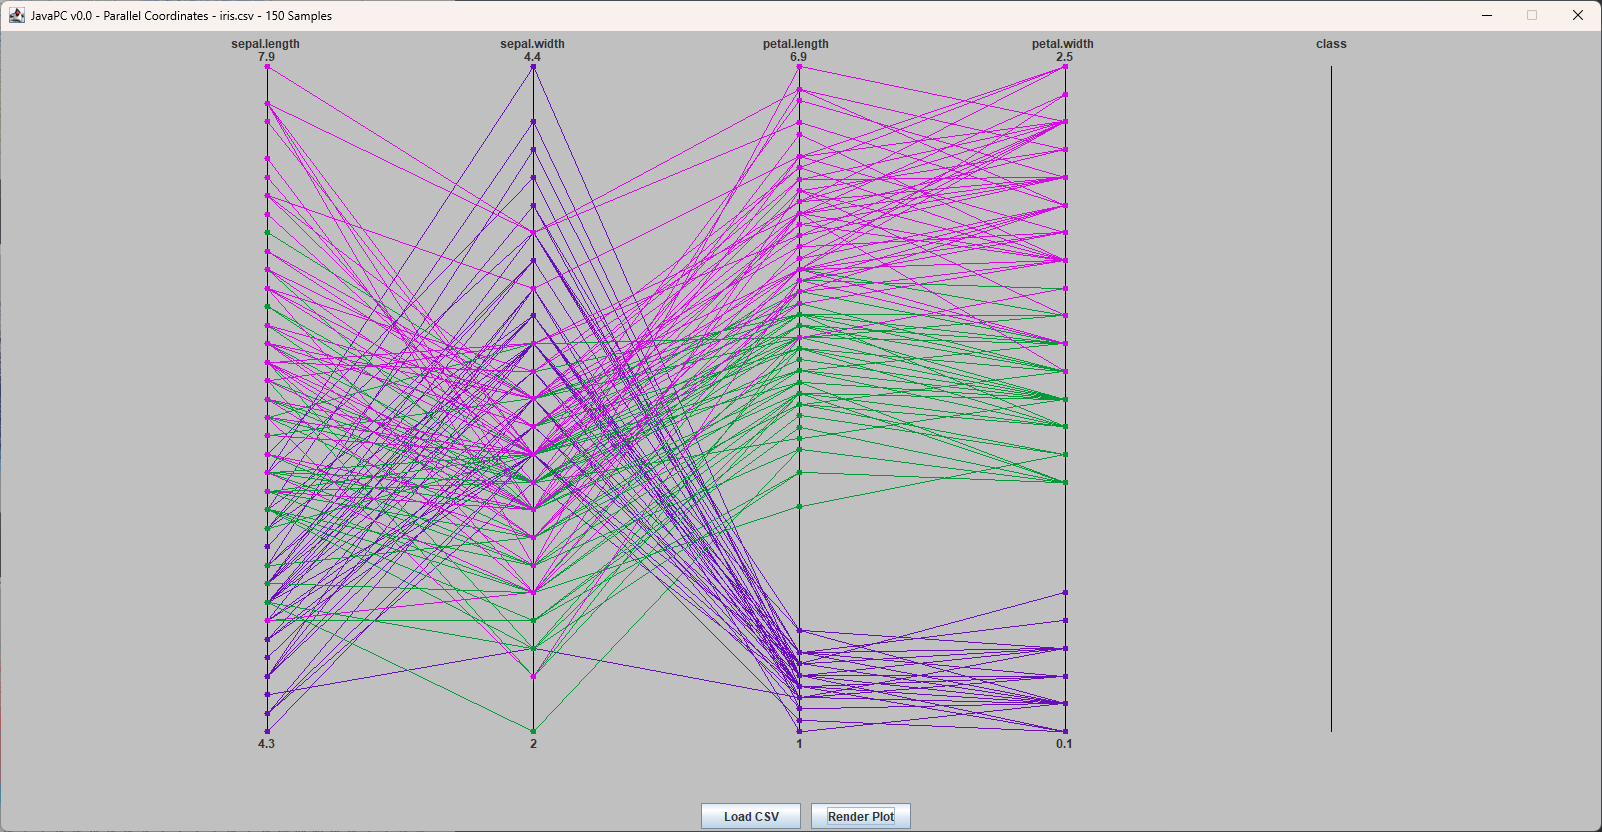 JavaPC v0.0 - Parallel Coordinates - iris.csv - 150 Samples
sepal.length sepal.width petal.length petal.width class
7.9 4.4 6.9 2.5
4.3 2 1 0.1
Load CSV Render Plot